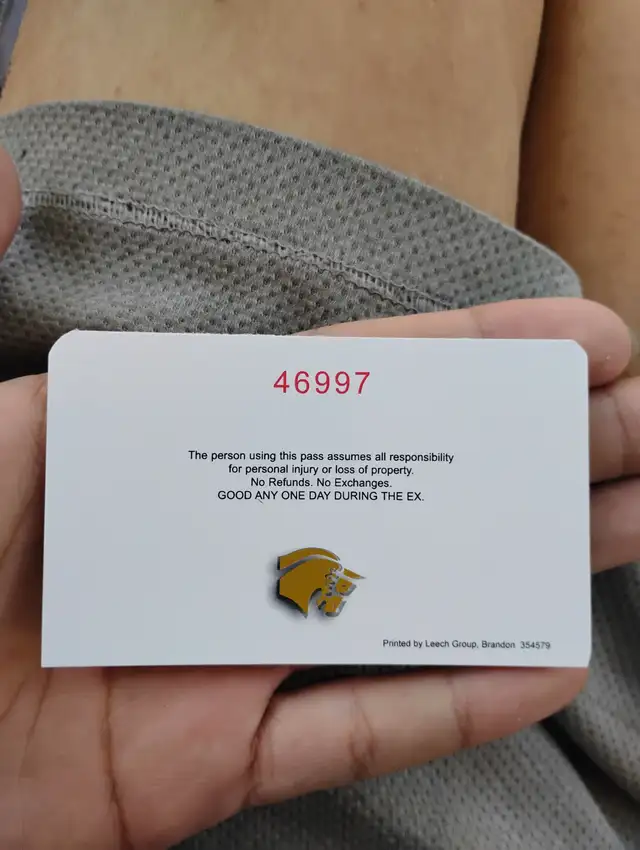 46997
The person using this pass assumes all responsibility
for personal injury or loss of property.
No Refunds. No Exchanges.
GOOD ANY ONE DAY DURING THE EX.
Printed by Leech Group, Brandon 354579